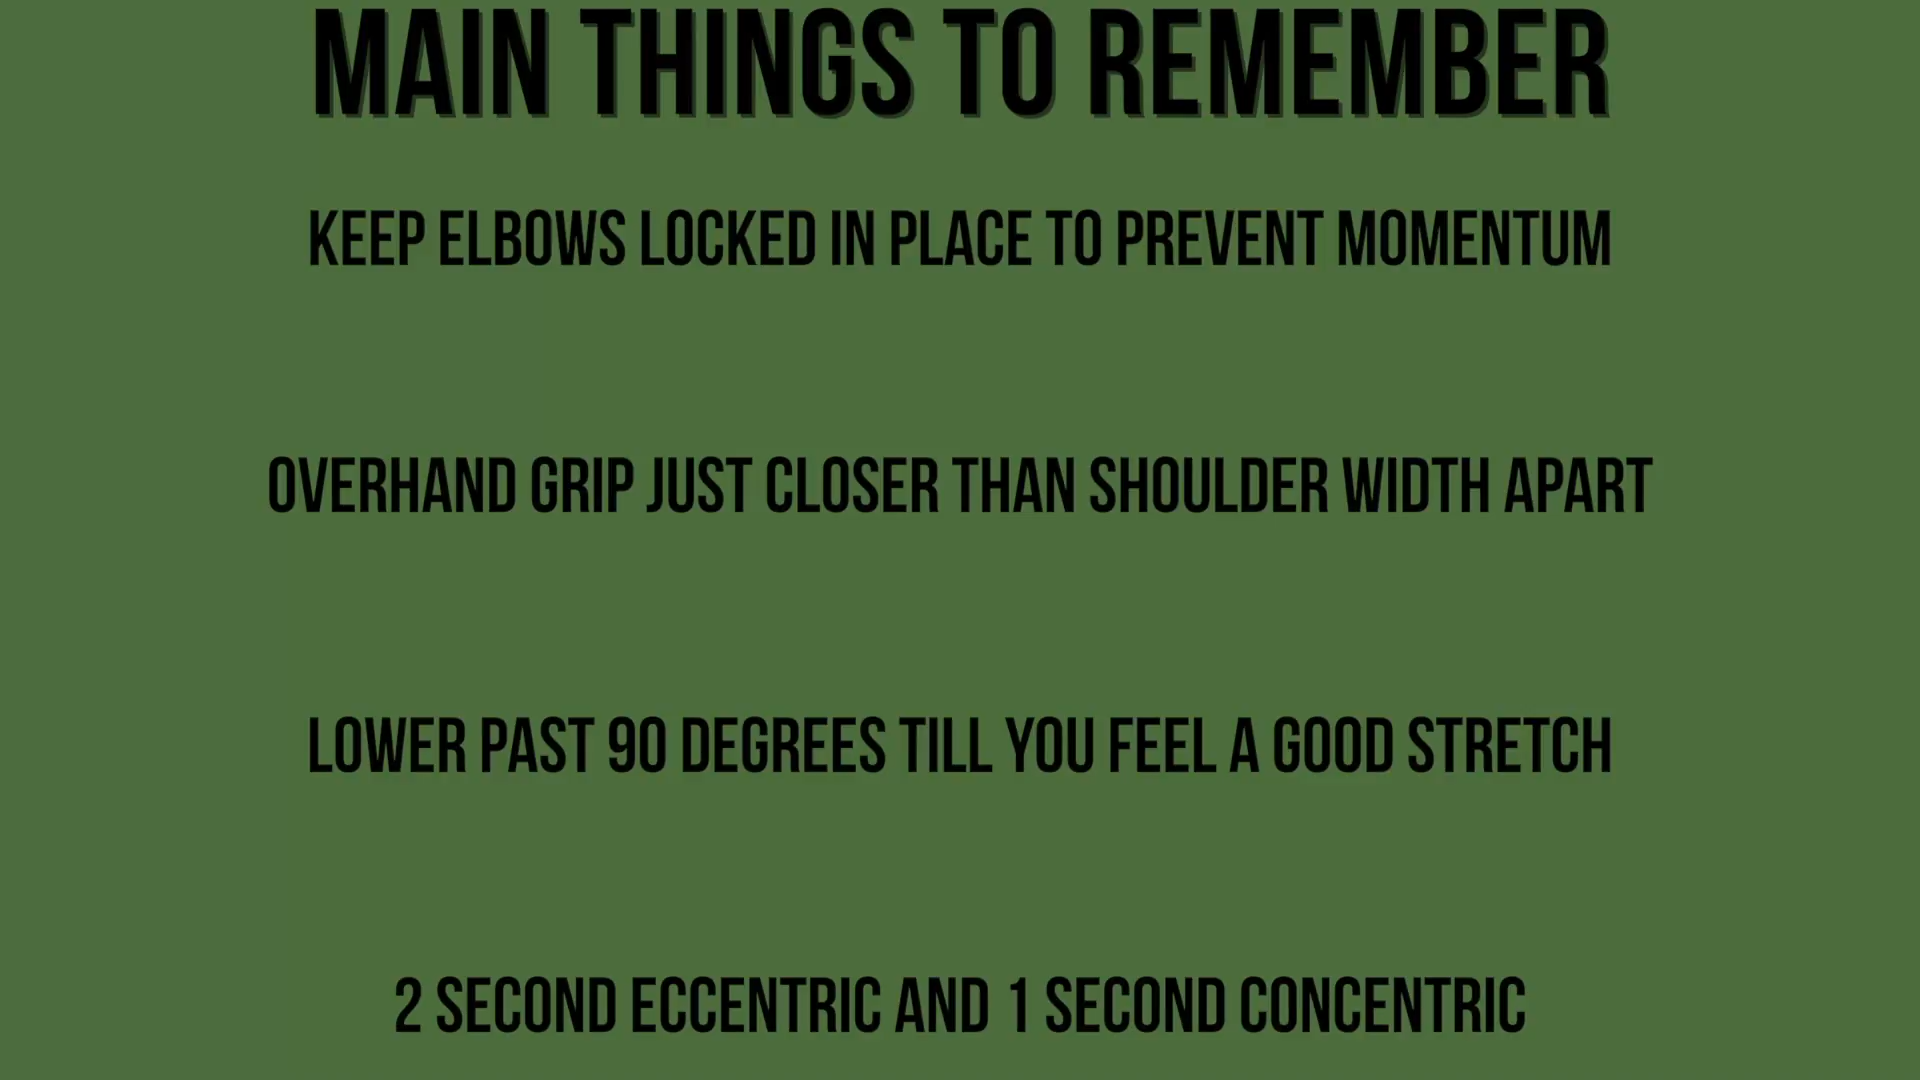 MAIN THINGS TO REMEMBER
KEEP ELBOWS LOCKED IN PLACE TO PREVENT MOMENTUM
OVERHAND GRIP JUST CLOSER THAN SHOULDER WIDTH APART
LOWER PAST 90 DEGREES TILL YOU FEEL A GOOD STRETCH
2 SECOND ECCENTRIC AND 1 SECOND CONCENTRIC